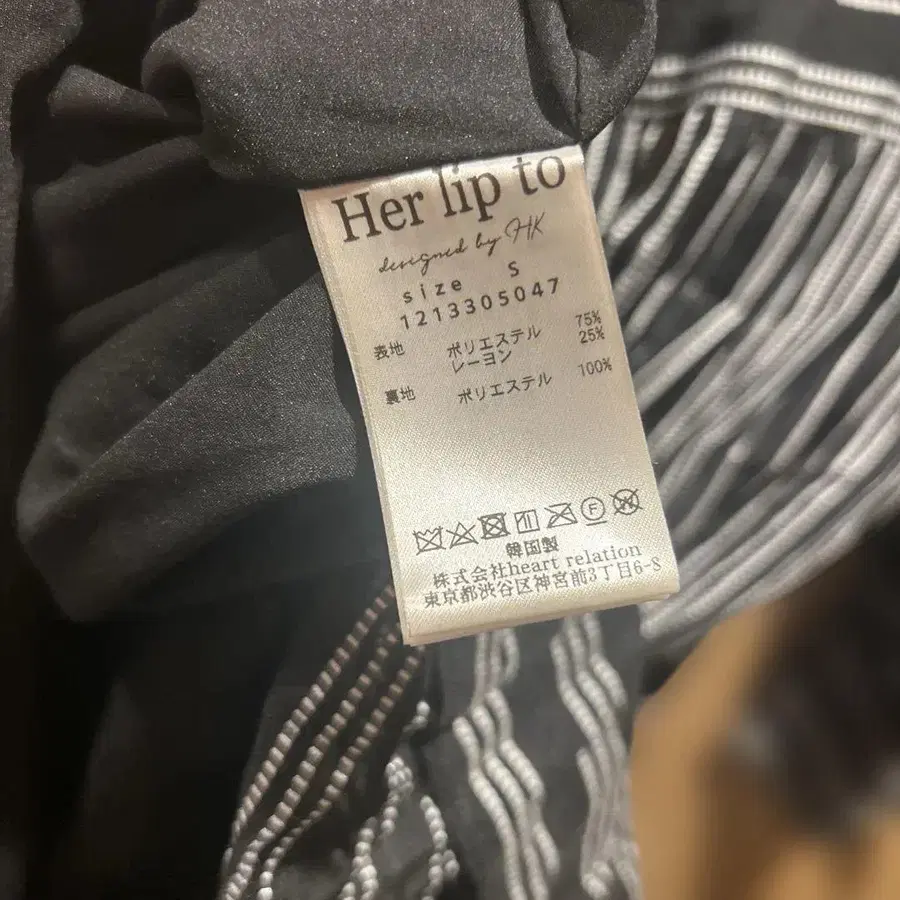 Her lip to
designed by HK
size S
1213305047
表地 ポリエステル 75%
レーヨン 25%
裏地 ポリエステル 100%
F
韓国製
株式会社heart relation
東京都渋谷区神宮前3丁目6-8